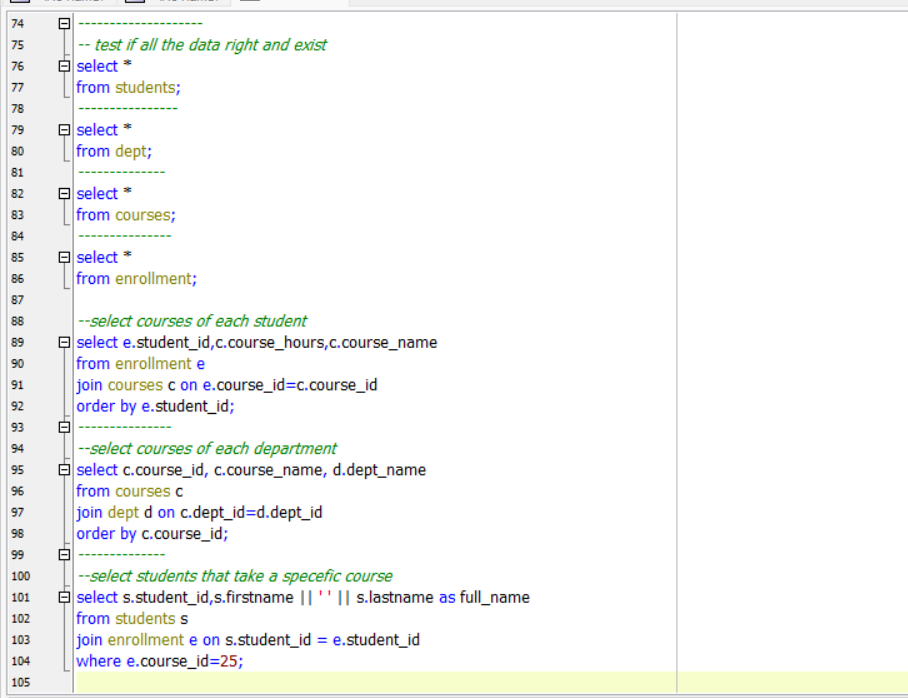 74 --------------------
75 -- test if all the data right and exist
76 select *
77 from students;
78 ----------------
79 select *
80 from dept;
81 --------------
82 select *
83 from courses;
84 ---------------
85 select *
86 from enrollment;
87
88 --select courses of each student
89 select e.student_id,c.course_hours,c.course_name
90 from enrollment e
91 join courses c on e.course_id=c.course_id
92 order by e.student_id;
93 ---------------
94 --select courses of each department
95 select c.course_id, c.course_name, d.dept_name
96 from courses c
97 join dept d on c.dept_id=d.dept_id
98 order by c.course_id;
99 --------------
100 --select students that take a specefic course
101 select s.student_id,s.firstname || ' ' || s.lastname as full_name
102 from students s
103 join enrollment e on s.student_id = e.student_id
104 where e.course_id=25;
105